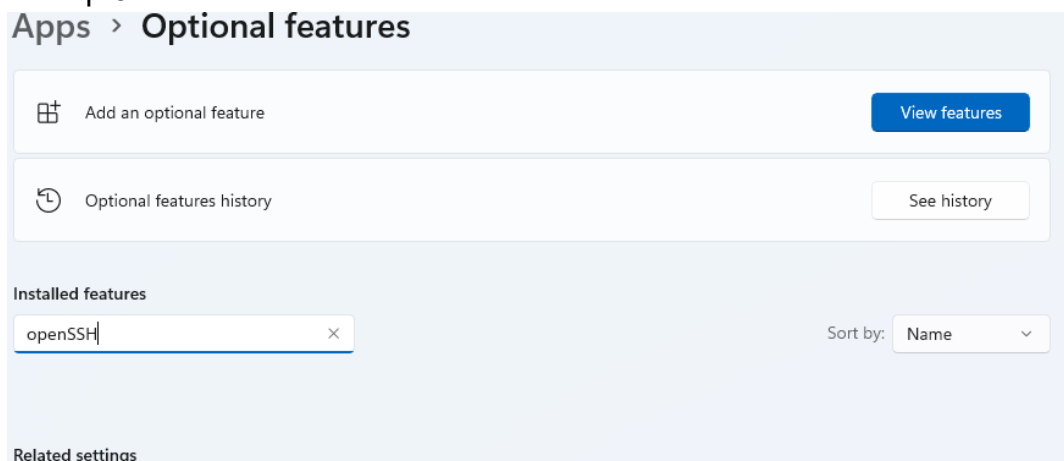 Apps > Optional features
Add an optional feature
View features
Optional features history
See history
Installed features
openSSH
Sort by: Name
Related settings